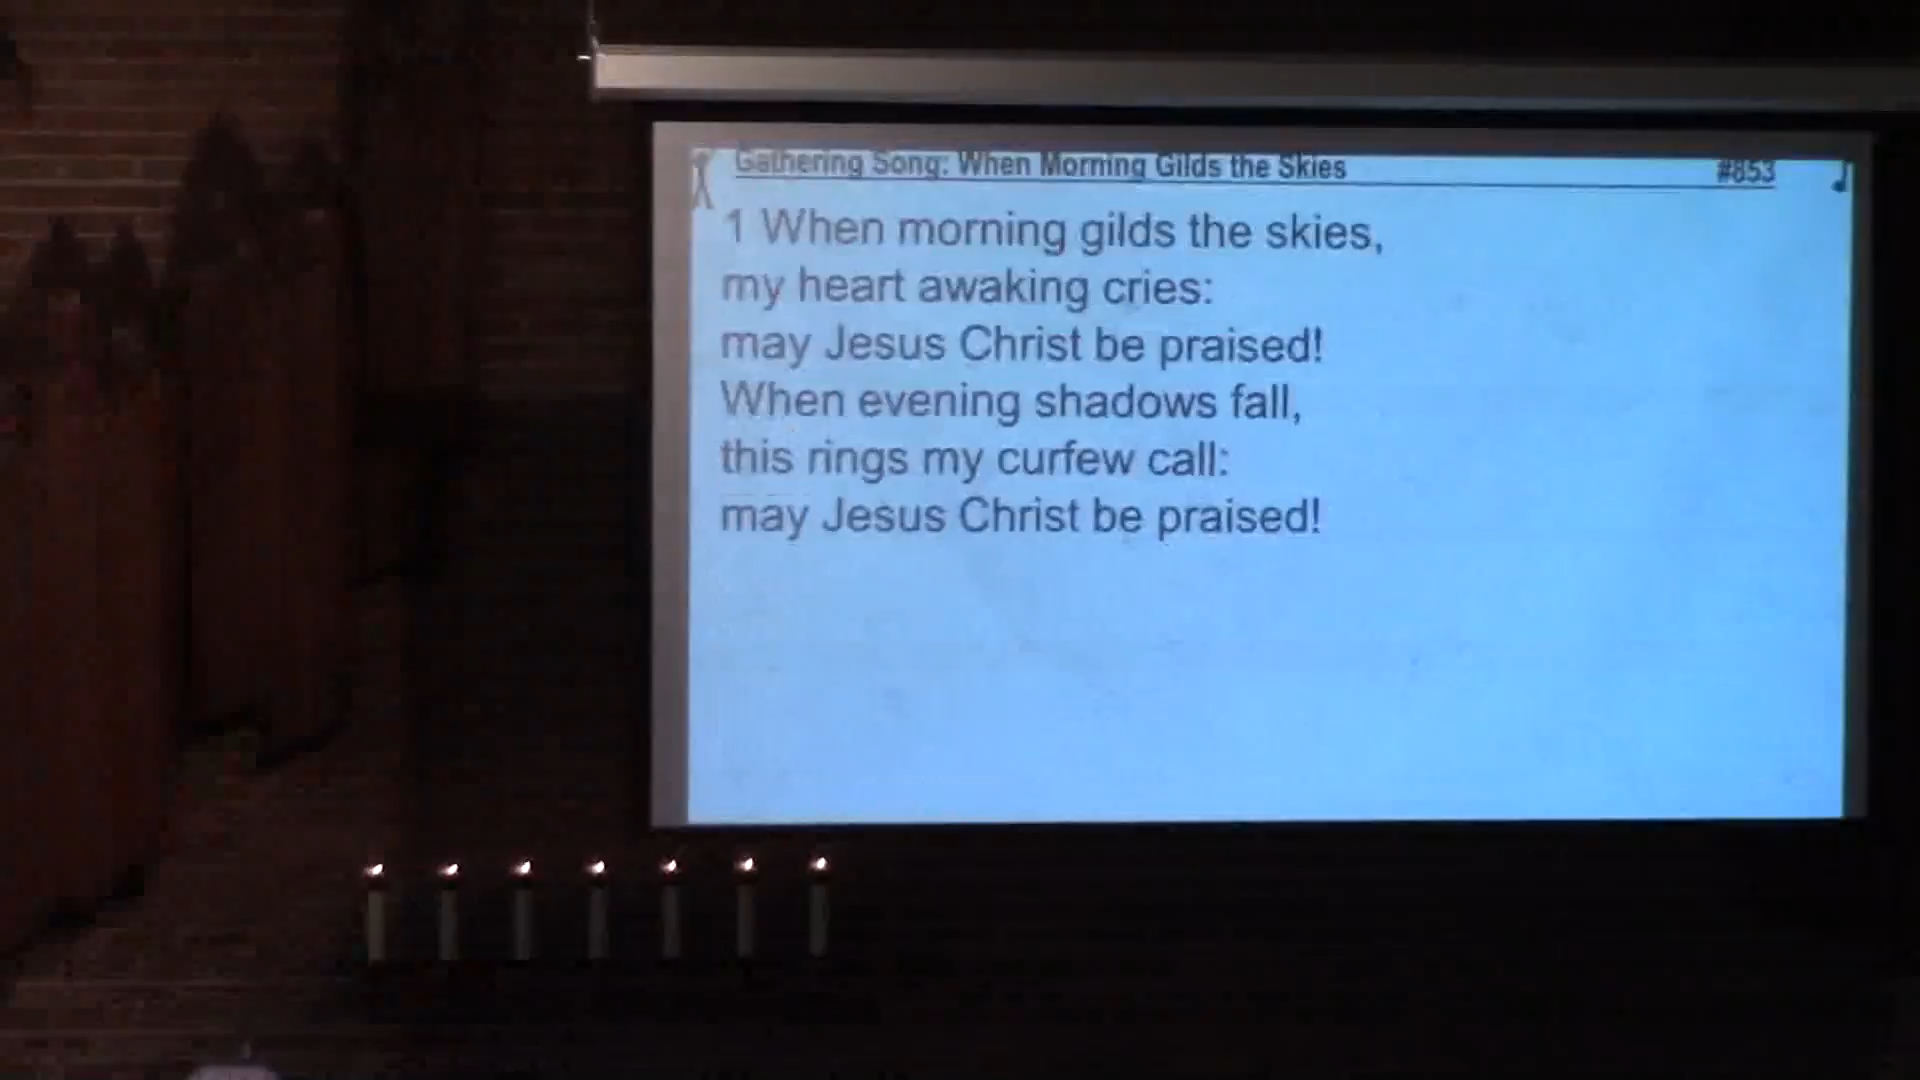 Gathering Song: When Morning Gilds the Skies #853
1 When morning gilds the skies,
my heart awaking cries:
may Jesus Christ be praised!
When evening shadows fall,
this rings my curfew call:
may Jesus Christ be praised!